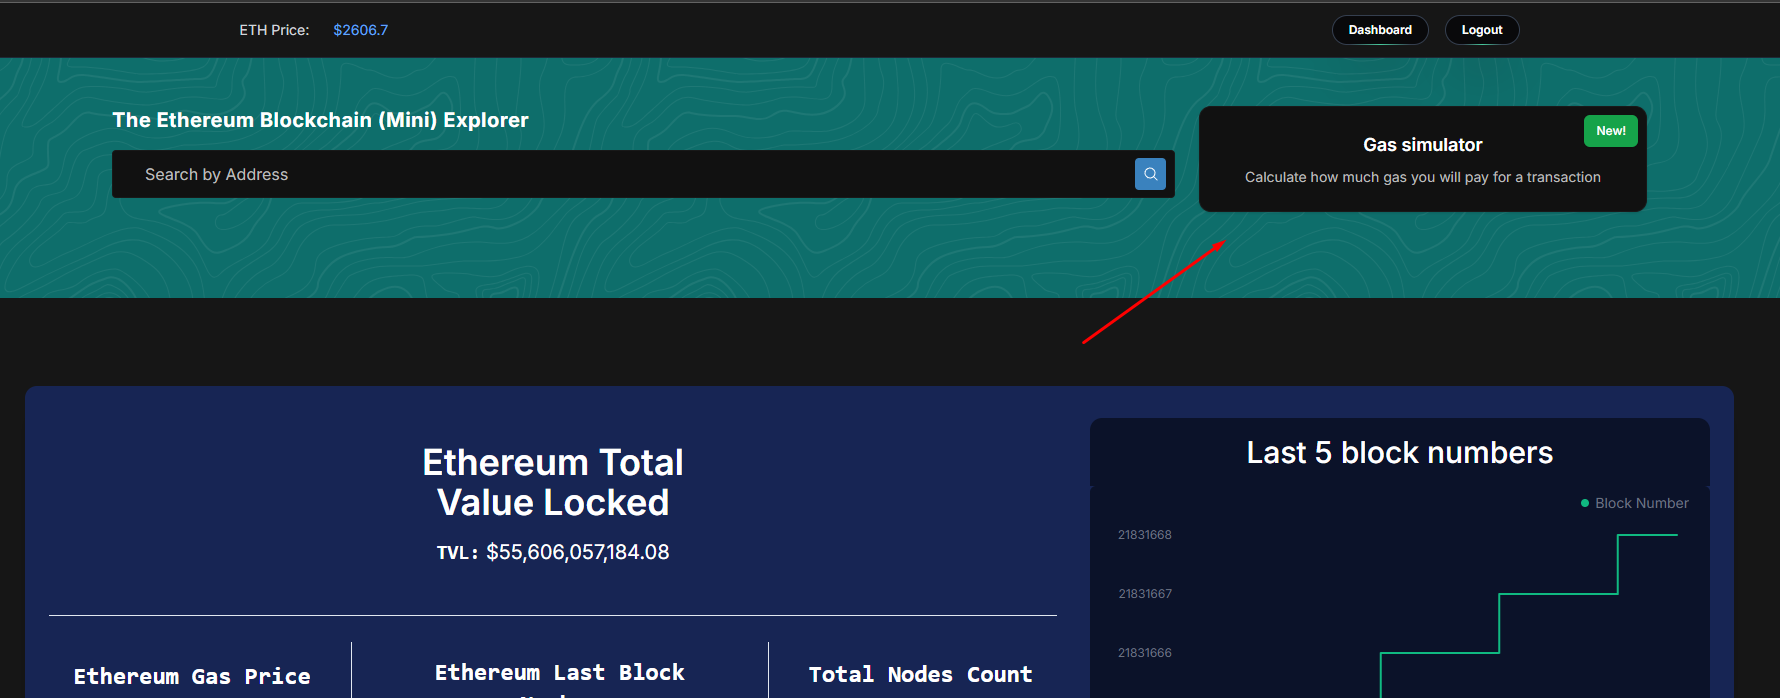 ETH Price: $2606.7
Dashboard
Logout
The Ethereum Blockchain (Mini) Explorer
Search by Address
New!
Gas simulator
Calculate how much gas you will pay for a transaction
Ethereum Total
Value Locked
TVL: $55,606,057,184.08
Ethereum Gas Price
Ethereum Last Block
Total Nodes Count
Last 5 block numbers
Block Number
21831668
21831667
21831666